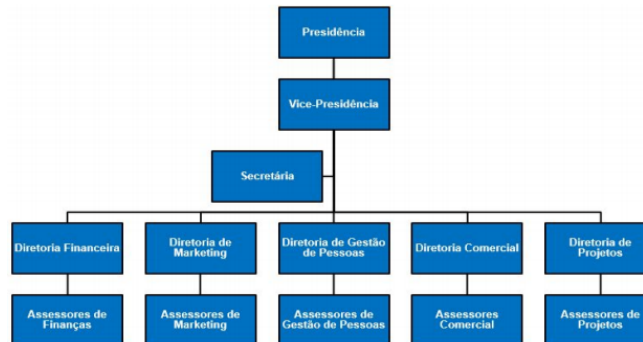 Presidência
Vice-Presidência
Secretária
Diretoria Financeira
Diretoria de
Marketing
Diretoria de Gestão
de Pessoas
Diretoria Comercial
Diretoria de
Projetos
Assessores de
Finanças
Assessores de
Marketing
Assessores de
Gestão de Pessoas
Assessores
Comercial
Assessores de
Projetos